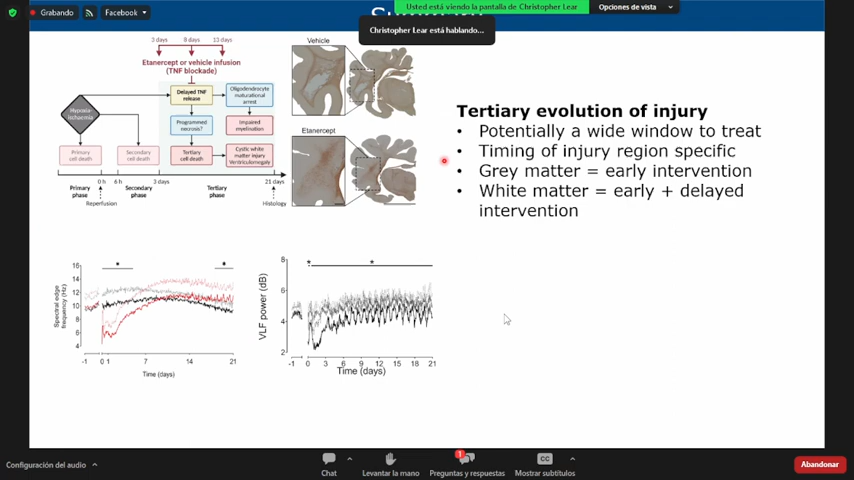 Usted está viendo la pantalla de Christopher Lear
Opciones de vista
Grabando
Facebook
Christopher Lear está hablando...
3 days 8 days 13 days
Etanercept or vehicle infusion
(TNF blockade)
Hypoxia-
ischaemia
Delayed TNF
release
Oligodendrocyte
maturational
arrest
Programmed
necrosis?
Impaired
myelination
Primary
cell death
Secondary
cell death
Tertiary
cell death
Cystic white
matter injury
Ventriculomegaly
0 h 6 h 3 days 21 days
Primary
phase
Secondary
phase
Tertiary
phase
Reperfusion
Histology
Vehicle
Etanercept
Tertiary evolution of injury
• Potentially a wide window to treat
• Timing of injury region specific
• Grey matter = early intervention
• White matter = early + delayed
intervention
Spectral edge
frequency (Hz)
16
14
12
10
8
6
4
* *
-1 0 1 7 14 21
Time (days)
VLF power (dB)
8
6
4
2
* *
-1 0 3 6 9 12 15 18 21
Time (days)
Configuración del audio
Chat
Levantar la mano
1
Preguntas y respuestas
CC
Mostrar subtítulos
Abandonar